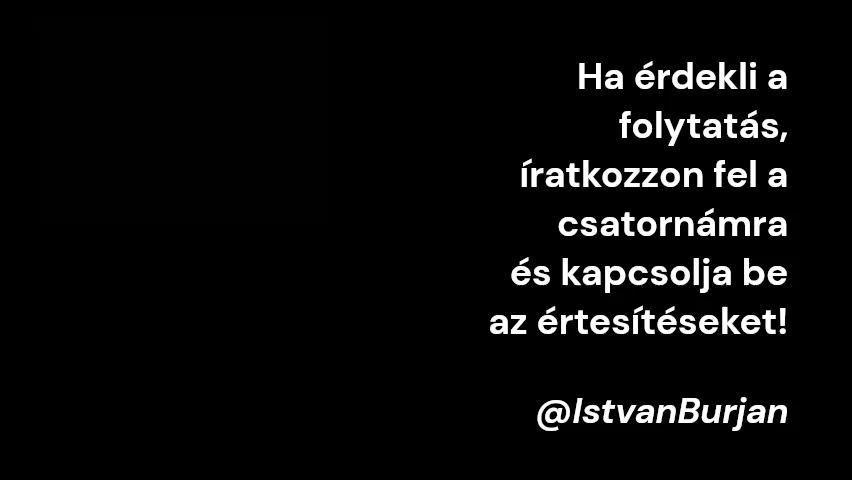 Ha érdekli a
folytatás,
íratkozzon fel a
csatornámra
és kapcsolja be
az értesítéseket!
@IstvanBurjan